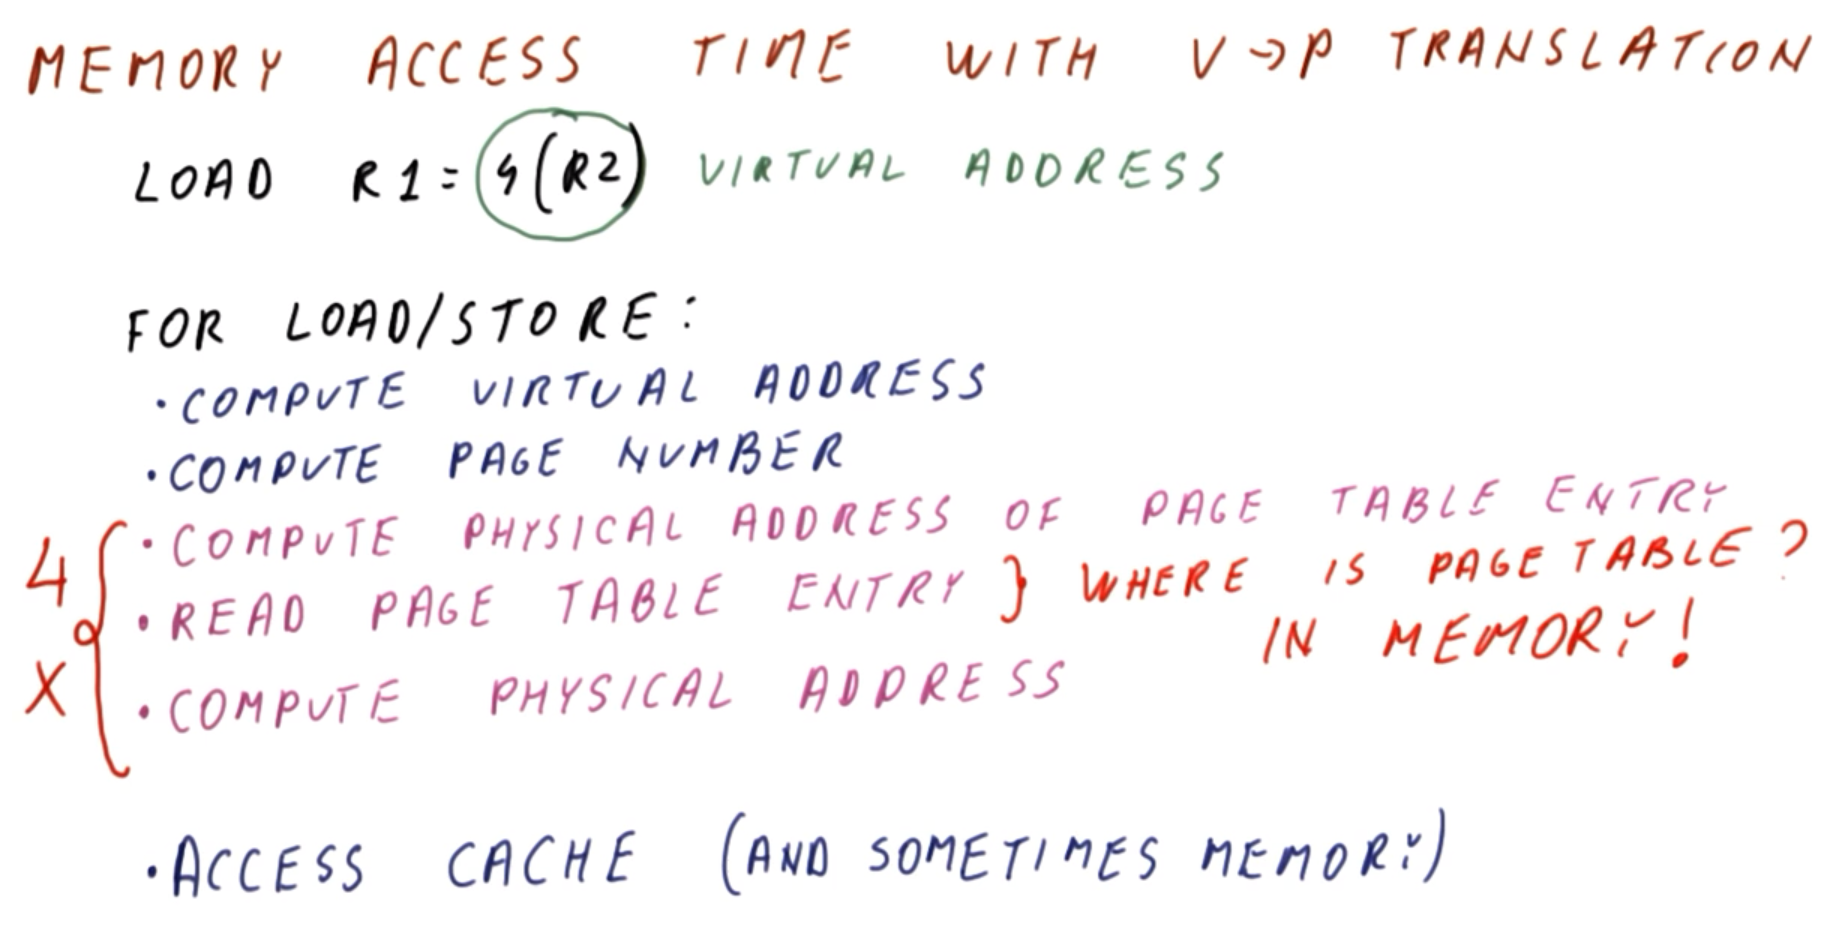 MEMORY ACCESS TIME WITH V→P TRANSLATION
LOAD R1=4(R2) VIRTUAL ADDRESS
FOR LOAD/STORE:
·COMPUTE VIRTUAL ADDRESS
·COMPUTE PAGE NUMBER
·COMPUTE PHYSICAL ADDRESS OF PAGE TABLE ENTRY
·READ PAGE TABLE ENTRY } WHERE IS PAGE TABLE?
IN MEMORY!
4
X
·COMPUTE PHYSICAL ADDRESS
·ACCESS CACHE (AND SOMETIMES MEMORY)